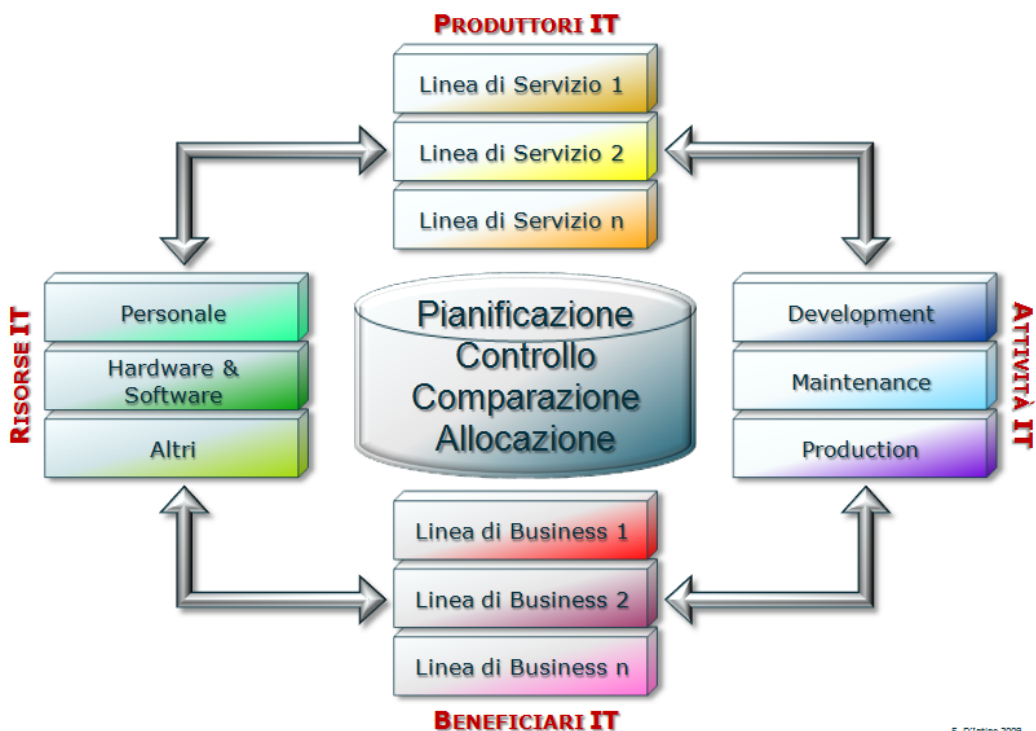 PRODUTTORI IT
Linea di Servizio 1
Linea di Servizio 2
Linea di Servizio n
RISORSE IT
Personale
Hardware &
Software
Altri
Pianificazione
Controllo
Comparazione
Allocazione
Development
Maintenance
Production
ATTIVITÀ IT
Linea di Business 1
Linea di Business 2
Linea di Business n
BENEFICIARI IT
2009